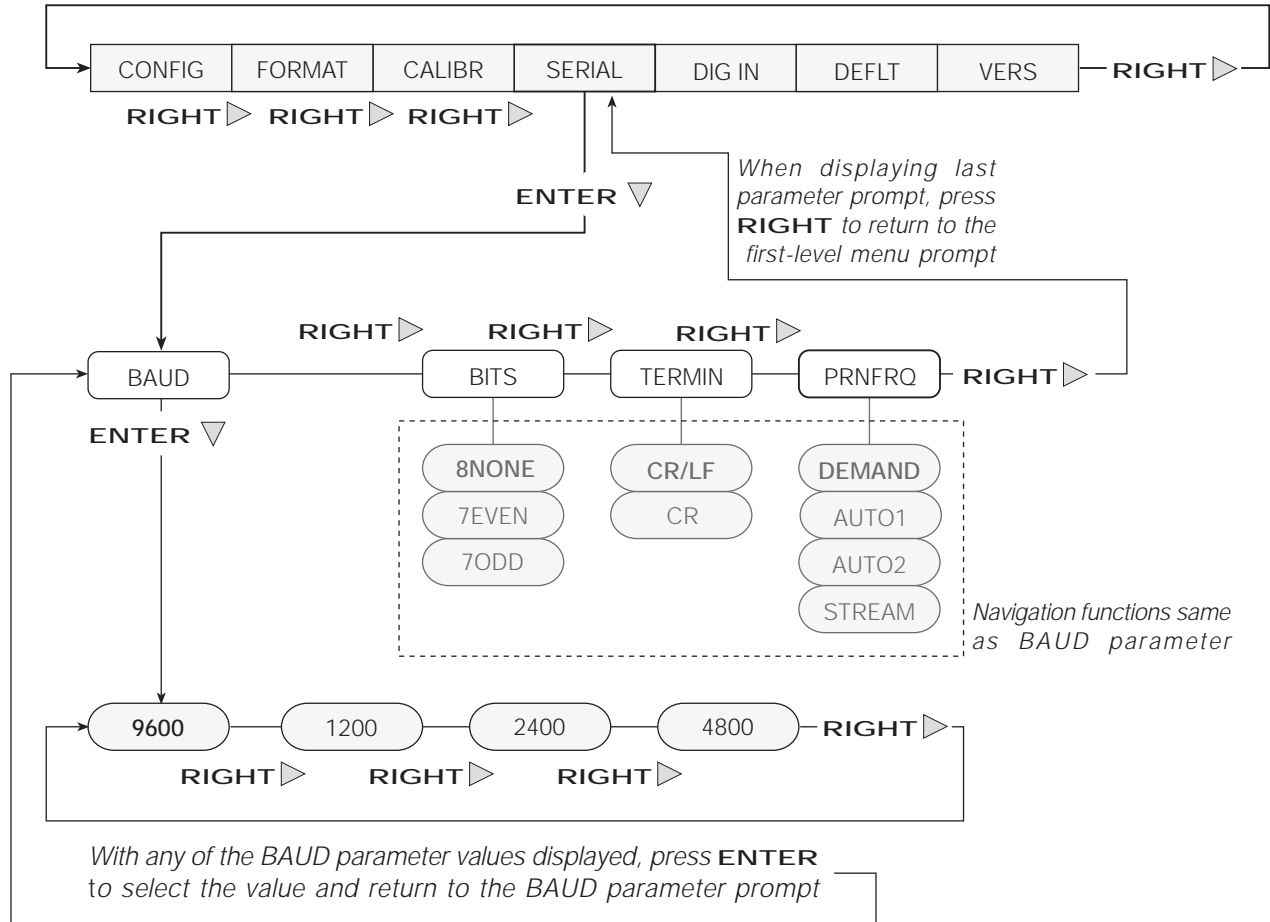 CONFIG FORMAT CALIBR SERIAL DIG IN DEFLT VERS RIGHT
RIGHT RIGHT RIGHT
When displaying last
parameter prompt, press
RIGHT to return to the
first-level menu prompt
ENTER
RIGHT RIGHT RIGHT
BAUD BITS TERMIN PRNFRQ RIGHT
ENTER
8NONE CR/LF DEMAND
7EVEN CR AUTO1
7ODD AUTO2
STREAM
Navigation functions same
as BAUD parameter
9600 1200 2400 4800 RIGHT
RIGHT RIGHT RIGHT
With any of the BAUD parameter values displayed, press ENTER
to select the value and return to the BAUD parameter prompt